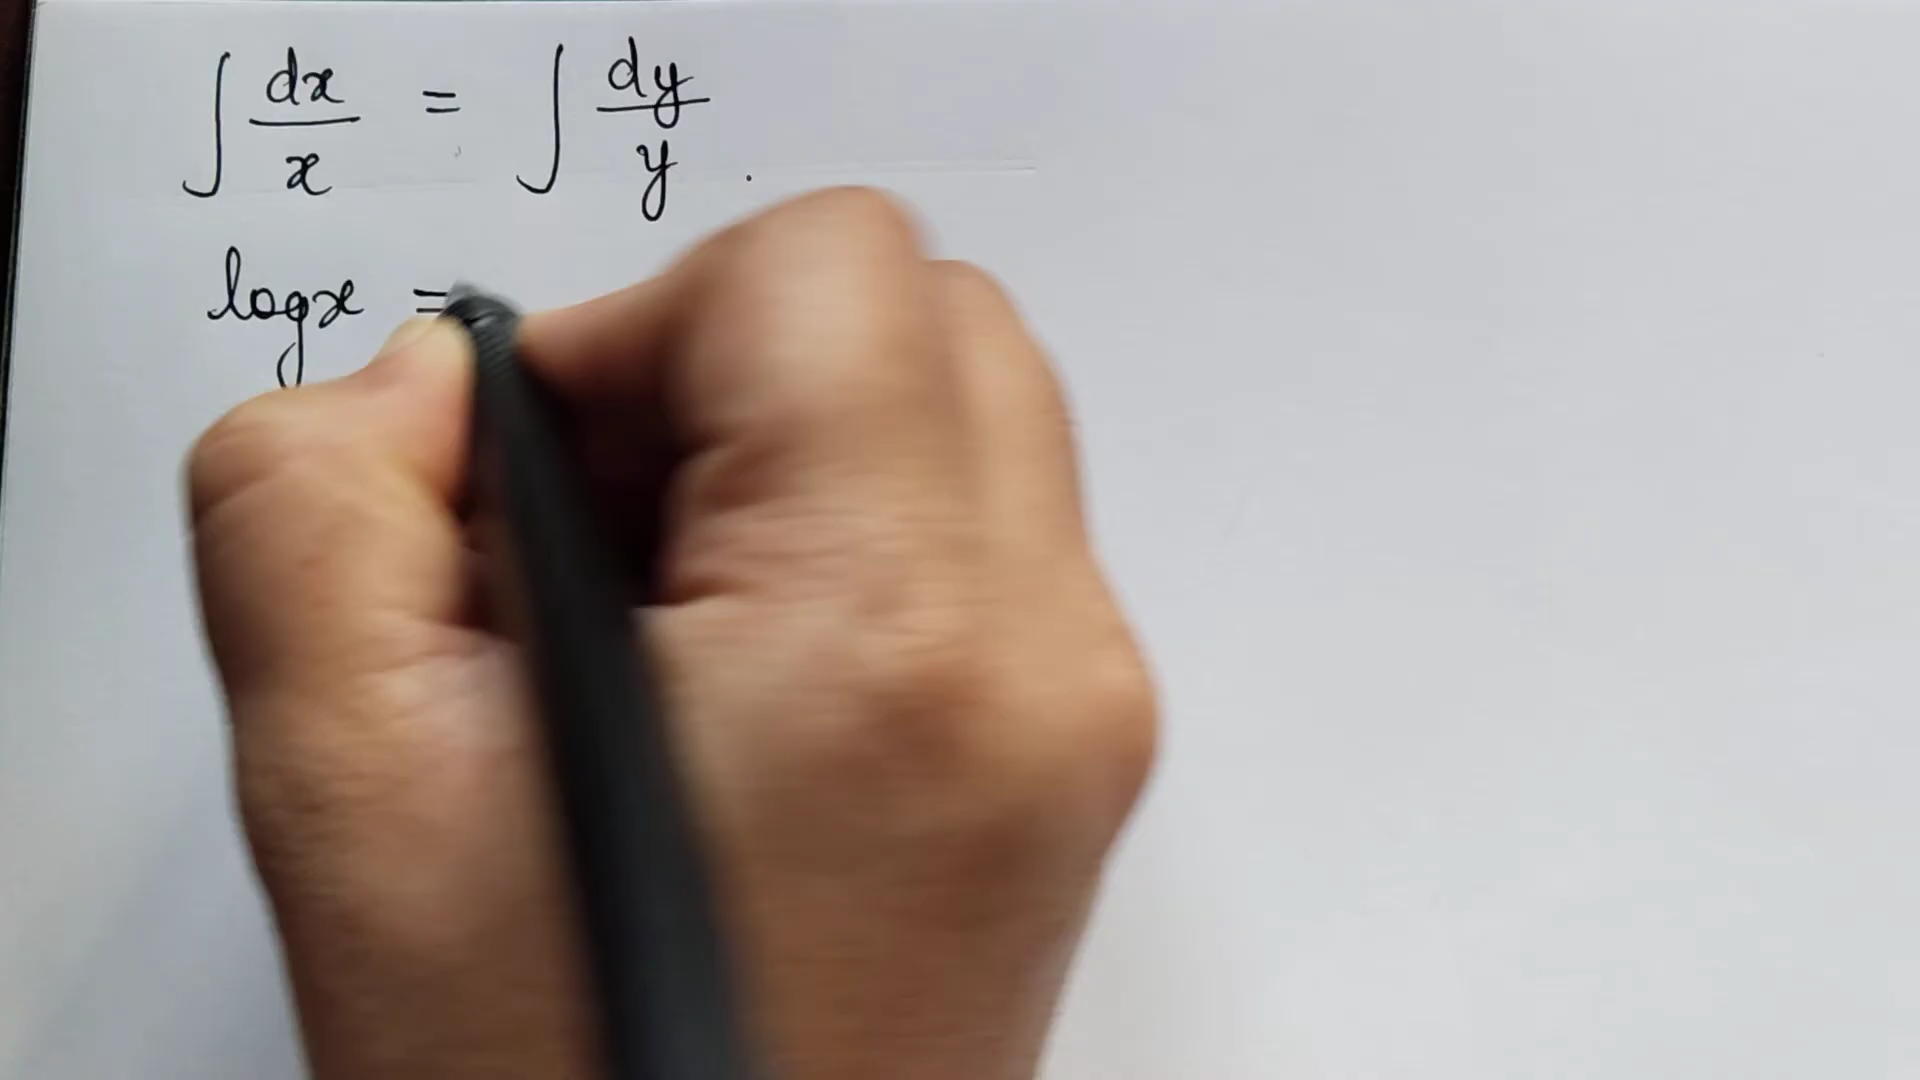 ∫ dx/x = ∫ dy/y .
log x =